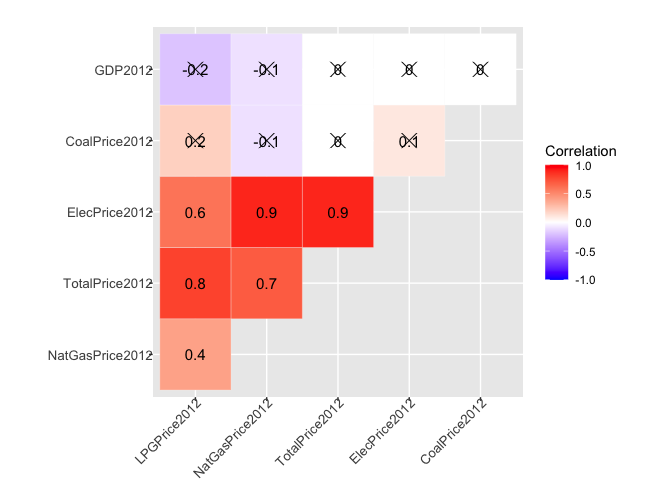 GDP2012 -0.2 -0.1 0 0 0
CoalPrice2012 0.2 -0.1 0 0.1
ElecPrice2012 0.6 0.9 0.9
TotalPrice2012 0.8 0.7
NatGasPrice2012 0.4
LPGPrice2012 NatGasPrice2012 TotalPrice2012 ElecPrice2012 CoalPrice2012
Correlation
1.0
0.5
0.0
-0.5
-1.0